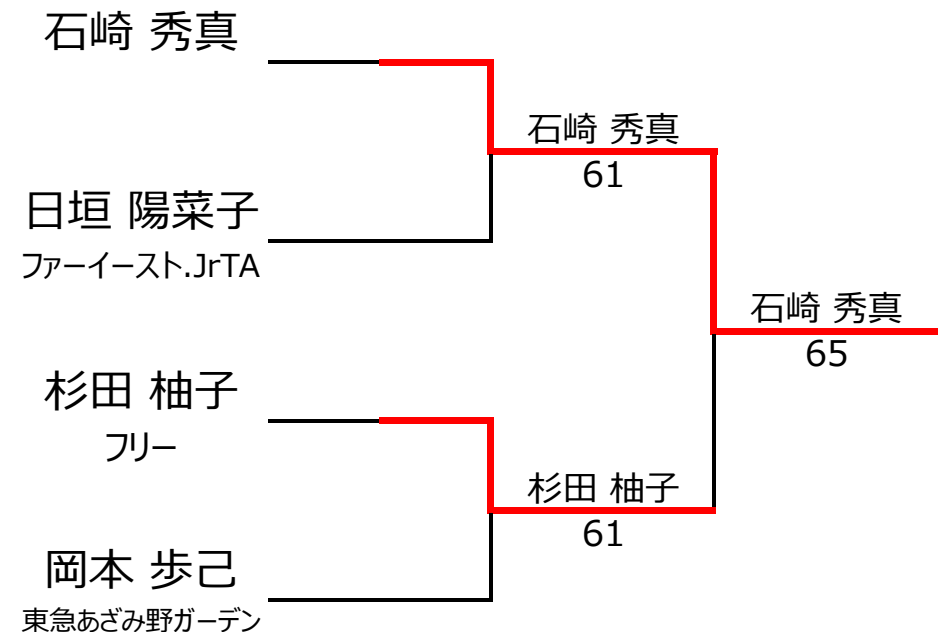 石崎 秀真
石崎 秀真
61
日垣 陽菜子
ファーイースト.JrTA
石崎 秀真
65
杉田 柚子
フリー
杉田 柚子
61
岡本 歩己
東急あざみ野ガーデン